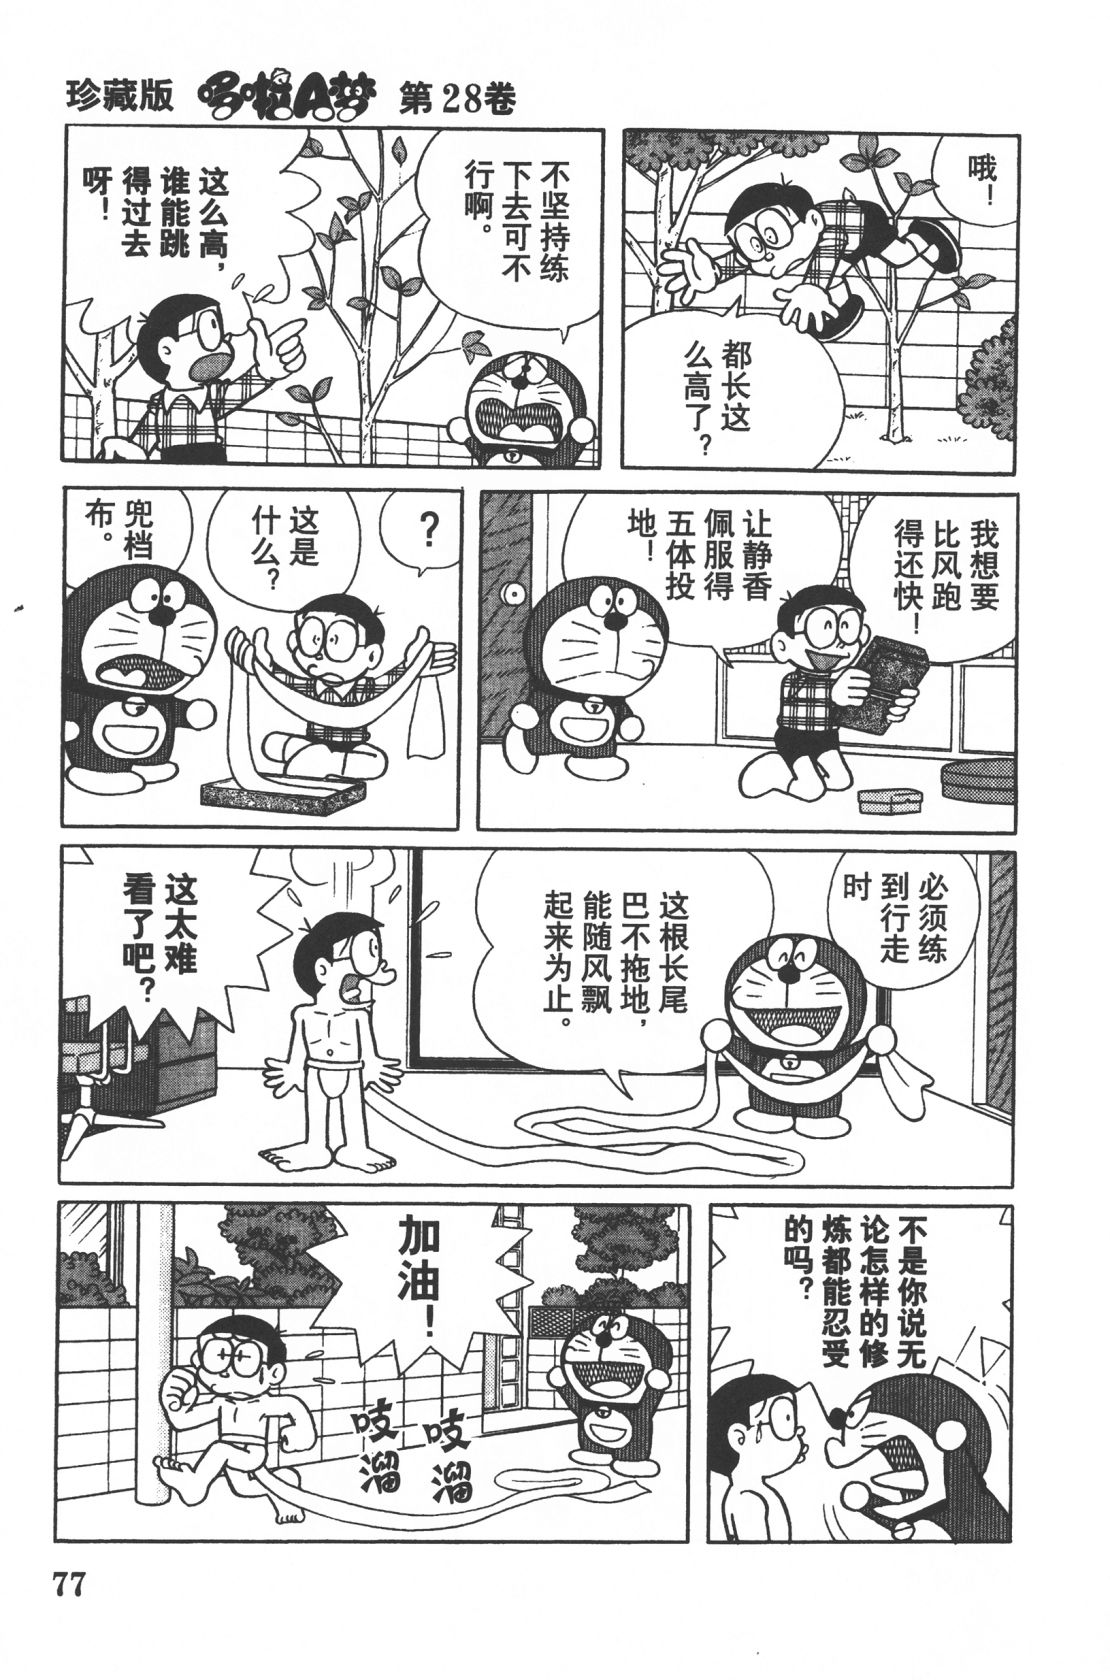 珍藏版 哆啦A梦 第28卷
哦！
都长这
么高了？
不坚持练
下去可不
行啊。
这么高，
谁能跳
得过去
呀！
我想要
比风跑
得还快！
让静香
佩服得
五体投
地！
？
这是
什么？
兜裆
布。
必须练
到行走
时
这根长尾
巴不拖地，
能随风飘
起来为止。
这太难
看了吧？
不是你说无
论怎样的修
炼都能忍受
的吗？
加油！
吱溜
吱溜
77